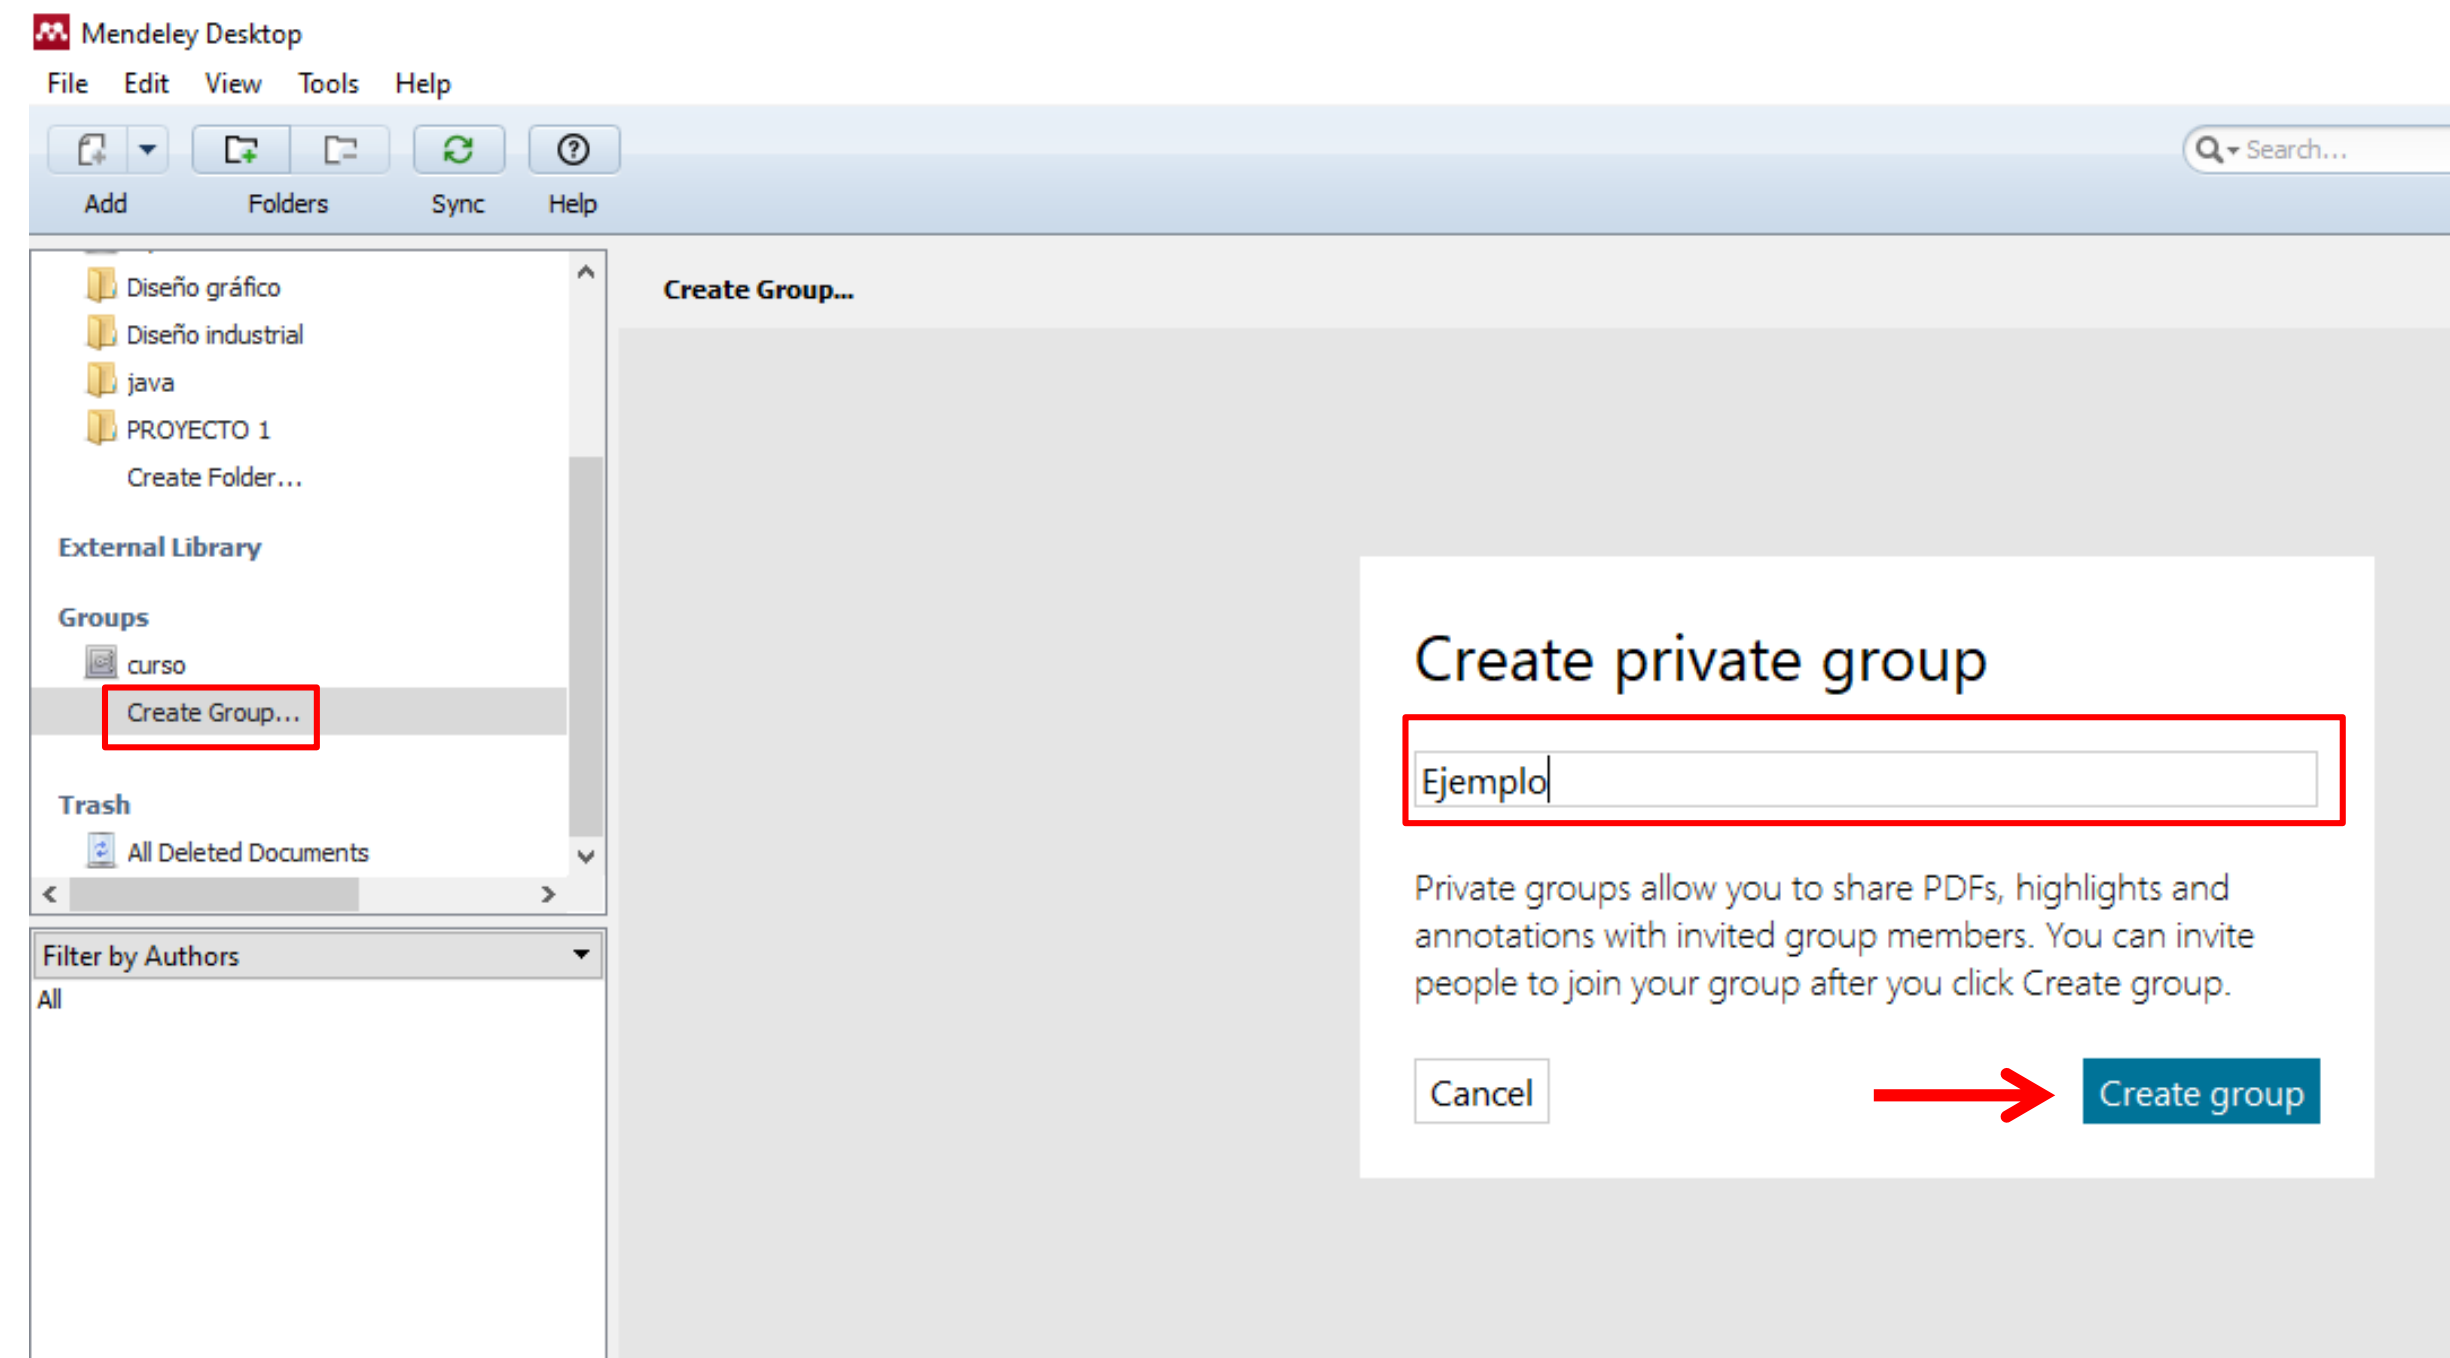 Mendeley Desktop
File Edit View Tools Help
Search...
Add Folders Sync Help
Diseño gráfico
Diseño industrial
java
PROYECTO 1
Create Folder...
External Library
Groups
curso
Create Group...
Trash
All Deleted Documents
Filter by Authors
All
Create Group...
Create private group
Ejemplo
Private groups allow you to share PDFs, highlights and
annotations with invited group members. You can invite
people to join your group after you click Create group.
Cancel
Create group